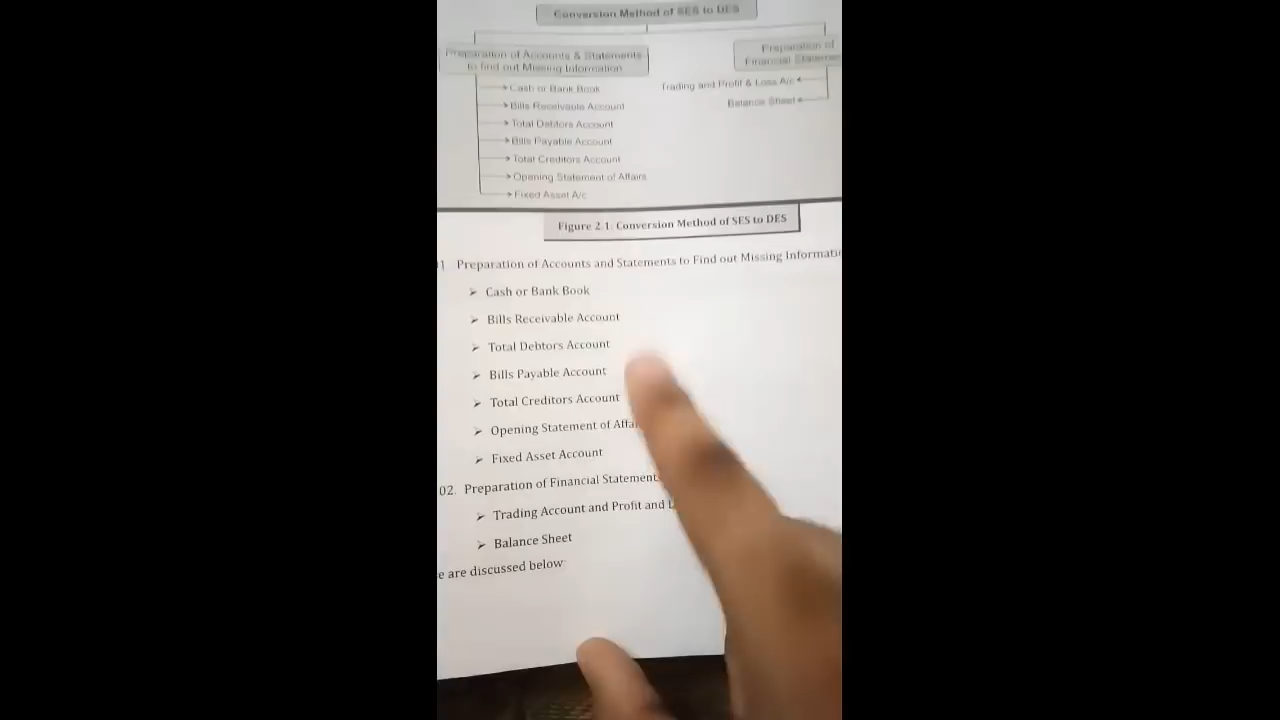 Conversion Method of SES to DES
Preparation of Accounts & Statements
to find out Missing Information
Preparation of
Financial
Cash or Bank Book
Bills Receivable Account
Total Debtors Account
Bills Payable Account
Total Creditors Account
Opening Statement of Affairs
Fixed Asset A/c
Trading and Profit & Loss A/c
Balance Sheet
Figure 2.1: Conversion Method of SES to DES
Preparation of Accounts and Statements to Find out Missing
➢ Cash or Bank Book
➢ Bills Receivable Account
➢ Total Debtors Account
➢ Bills Payable Account
➢ Total Creditors Account
➢ Opening Statement of
➢ Fixed Asset Account
02. Preparation of Financial Statement
➢ Trading Account and Profit and
➢ Balance Sheet
are discussed below